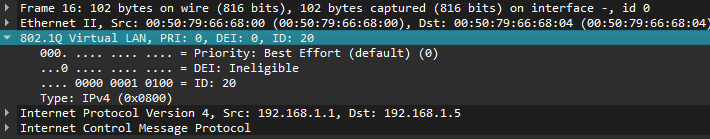 Frame 16: 102 bytes on wire (816 bits), 102 bytes captured (816 bits) on interface -, id 0
Ethernet II, Src: 00:50:79:66:68:00 (00:50:79:66:68:00), Dst: 00:50:79:66:68:04 (00:50:79:66:68:04)
802.1Q Virtual LAN, PRI: 0, DEI: 0, ID: 20
000. .... .... .... = Priority: Best Effort (default) (0)
...0 .... .... .... = DEI: Ineligible
.... 0000 0001 0100 = ID: 20
Type: IPv4 (0x0800)
Internet Protocol Version 4, Src: 192.168.1.1, Dst: 192.168.1.5
Internet Control Message Protocol